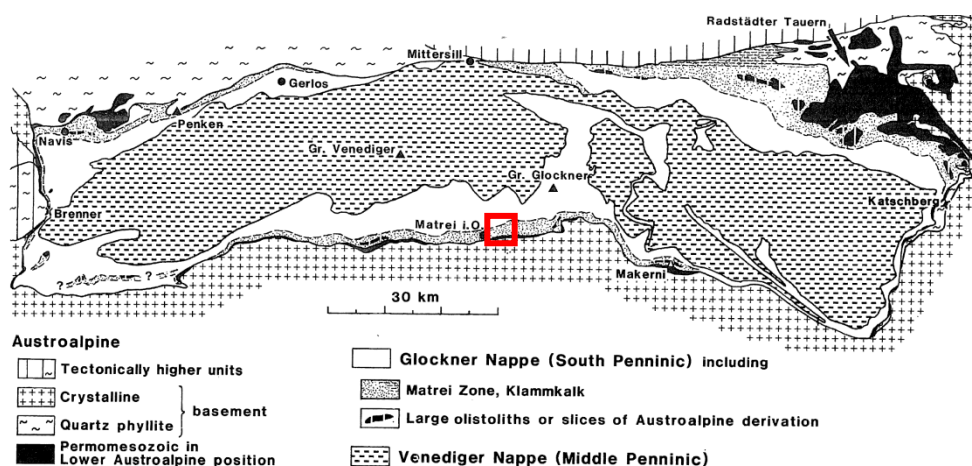 Radstädter Tauern
Mittersill
Gerlos
Penken
Navis
Gr. Venediger
Gr. Glockner
Katschberg
Brenner
Matrei i.O.
? ?
Makerni
30 km
Austroalpine
Tectonically higher units
Crystalline
basement
Quartz phyllite
Permomesozoic in
Lower Austroalpine position
Glockner Nappe (South Penninic) including
Matrei Zone, Klammkalk
Large olistoliths or slices of Austroalpine derivation
Venediger Nappe (Middle Penninic)